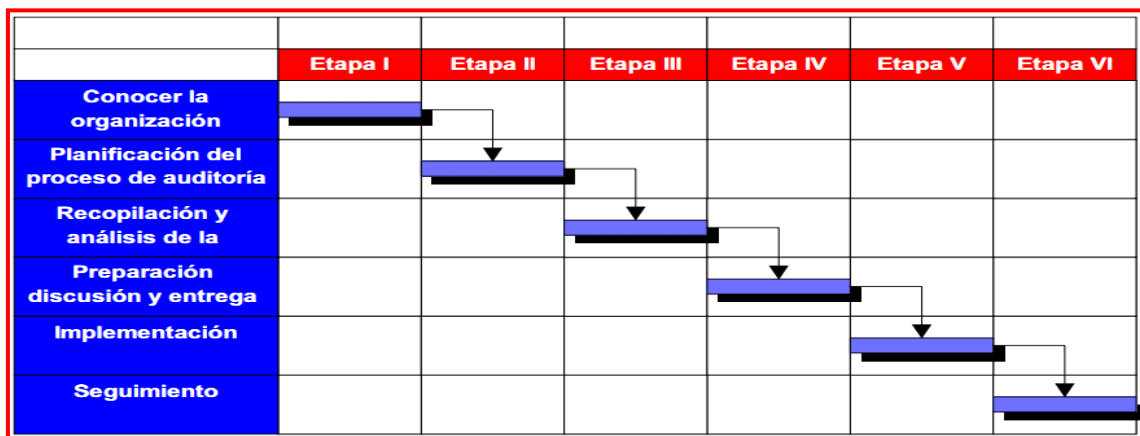 Etapa I Etapa II Etapa III Etapa IV Etapa V Etapa VI
Conocer la
organización
Planificación del
proceso de auditoría
Recopilación y
análisis de la
Preparación
discusión y entrega
Implementación
Seguimiento